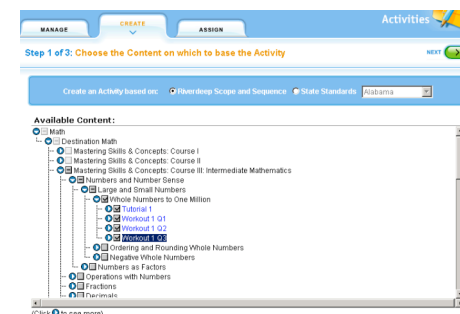 MANAGE
CREATE
ASSIGN
Activities
Step 1 of 3: Choose the Content on which to base the Activity
NEXT
Create an Activity based on: Riverdeep Scope and Sequence State Standards Alabama
Available Content:
Math
Destination Math
Mastering Skills & Concepts: Course I
Mastering Skills & Concepts: Course II
Mastering Skills & Concepts: Course III: Intermediate Mathematics
Numbers and Number Sense
Large and Small Numbers
Whole Numbers to One Million
Tutorial 1
Workout 1 Q1
Workout 1 Q2
Workout 1 Q3
Ordering and Rounding Whole Numbers
Negative Whole Numbers
Numbers as Factors
Operations with Numbers
Fractions
Decimals
(Click to see more)